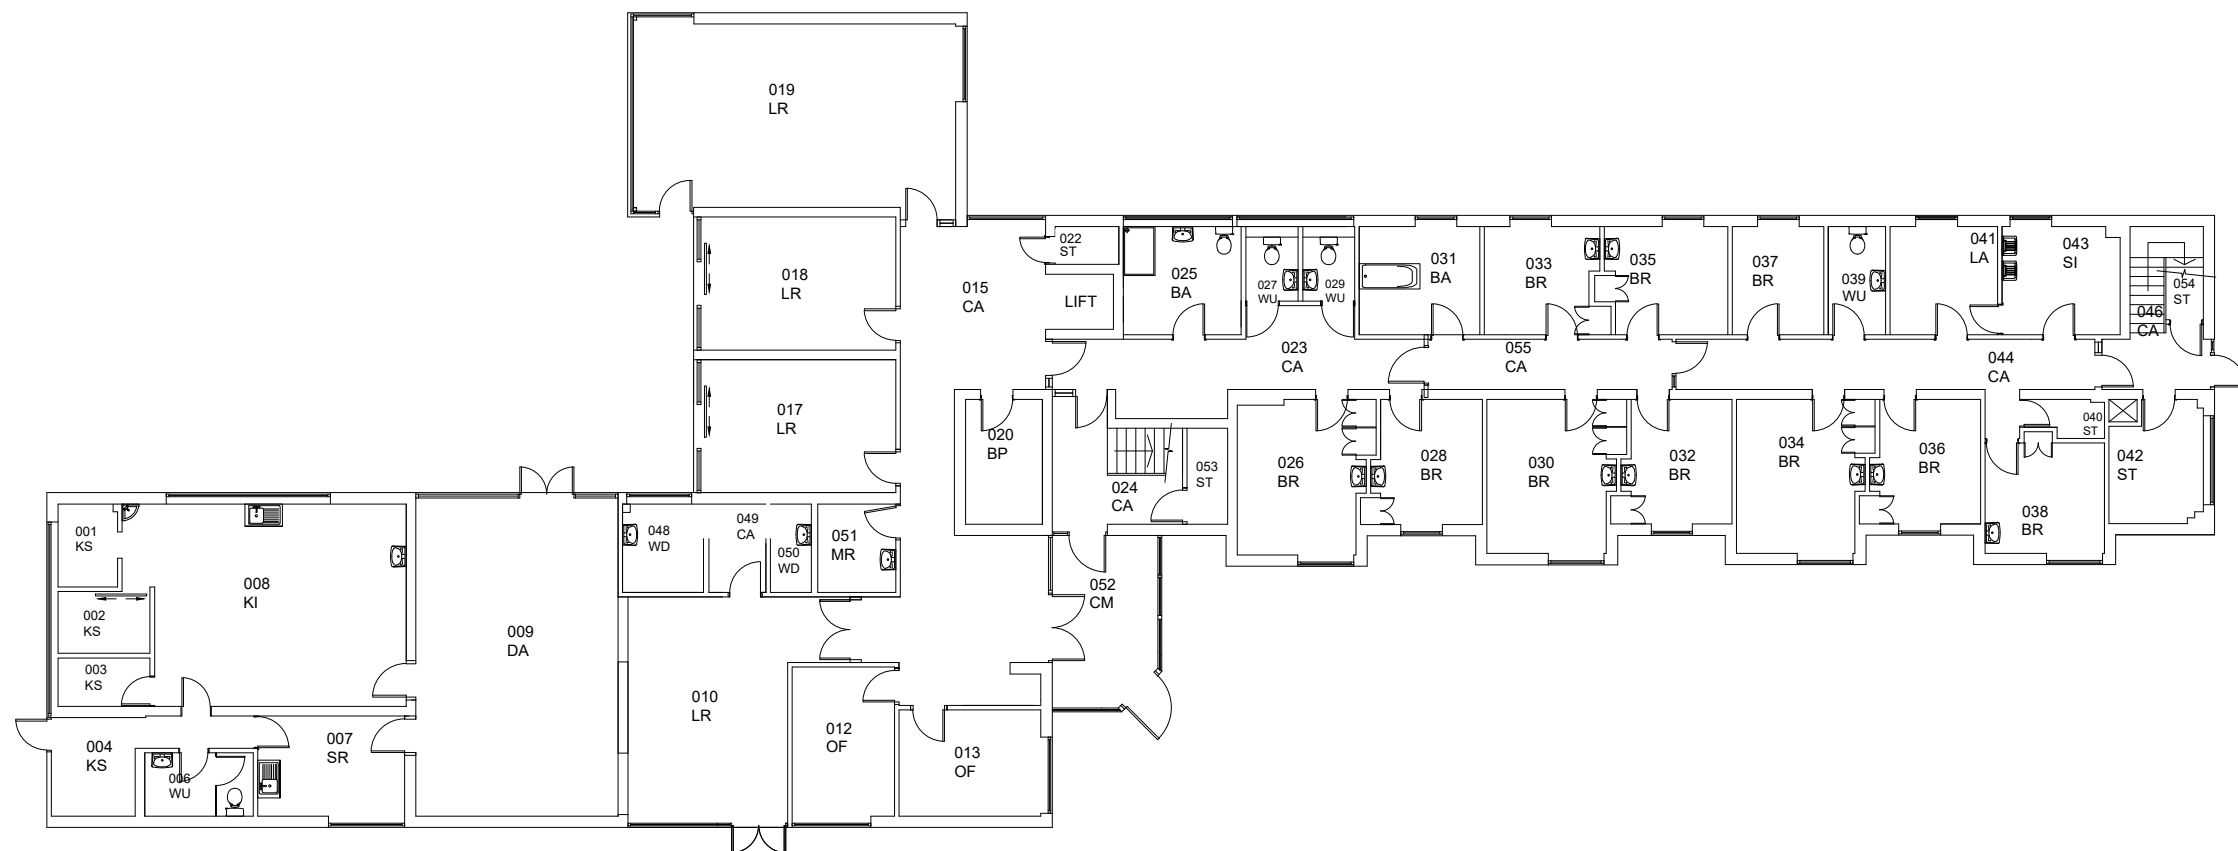 019
LR
018
LR
017
LR
015
CA
022
ST
LIFT
025
BA
027
WU
029
WU
031
BA
033
BR
035
BR
037
BR
039
WU
041
LA
043
SI
054
ST
046
CA
023
CA
055
CA
044
CA
020
BP
024
CA
053
ST
026
BR
028
BR
030
BR
032
BR
034
BR
036
BR
038
BR
040
ST
042
ST
001
KS
002
KS
003
KS
008
KI
009
DA
048
WD
049
CA
050
WD
051
MR
052
CM
004
KS
006
WU
007
SR
010
LR
012
OF
013
OF